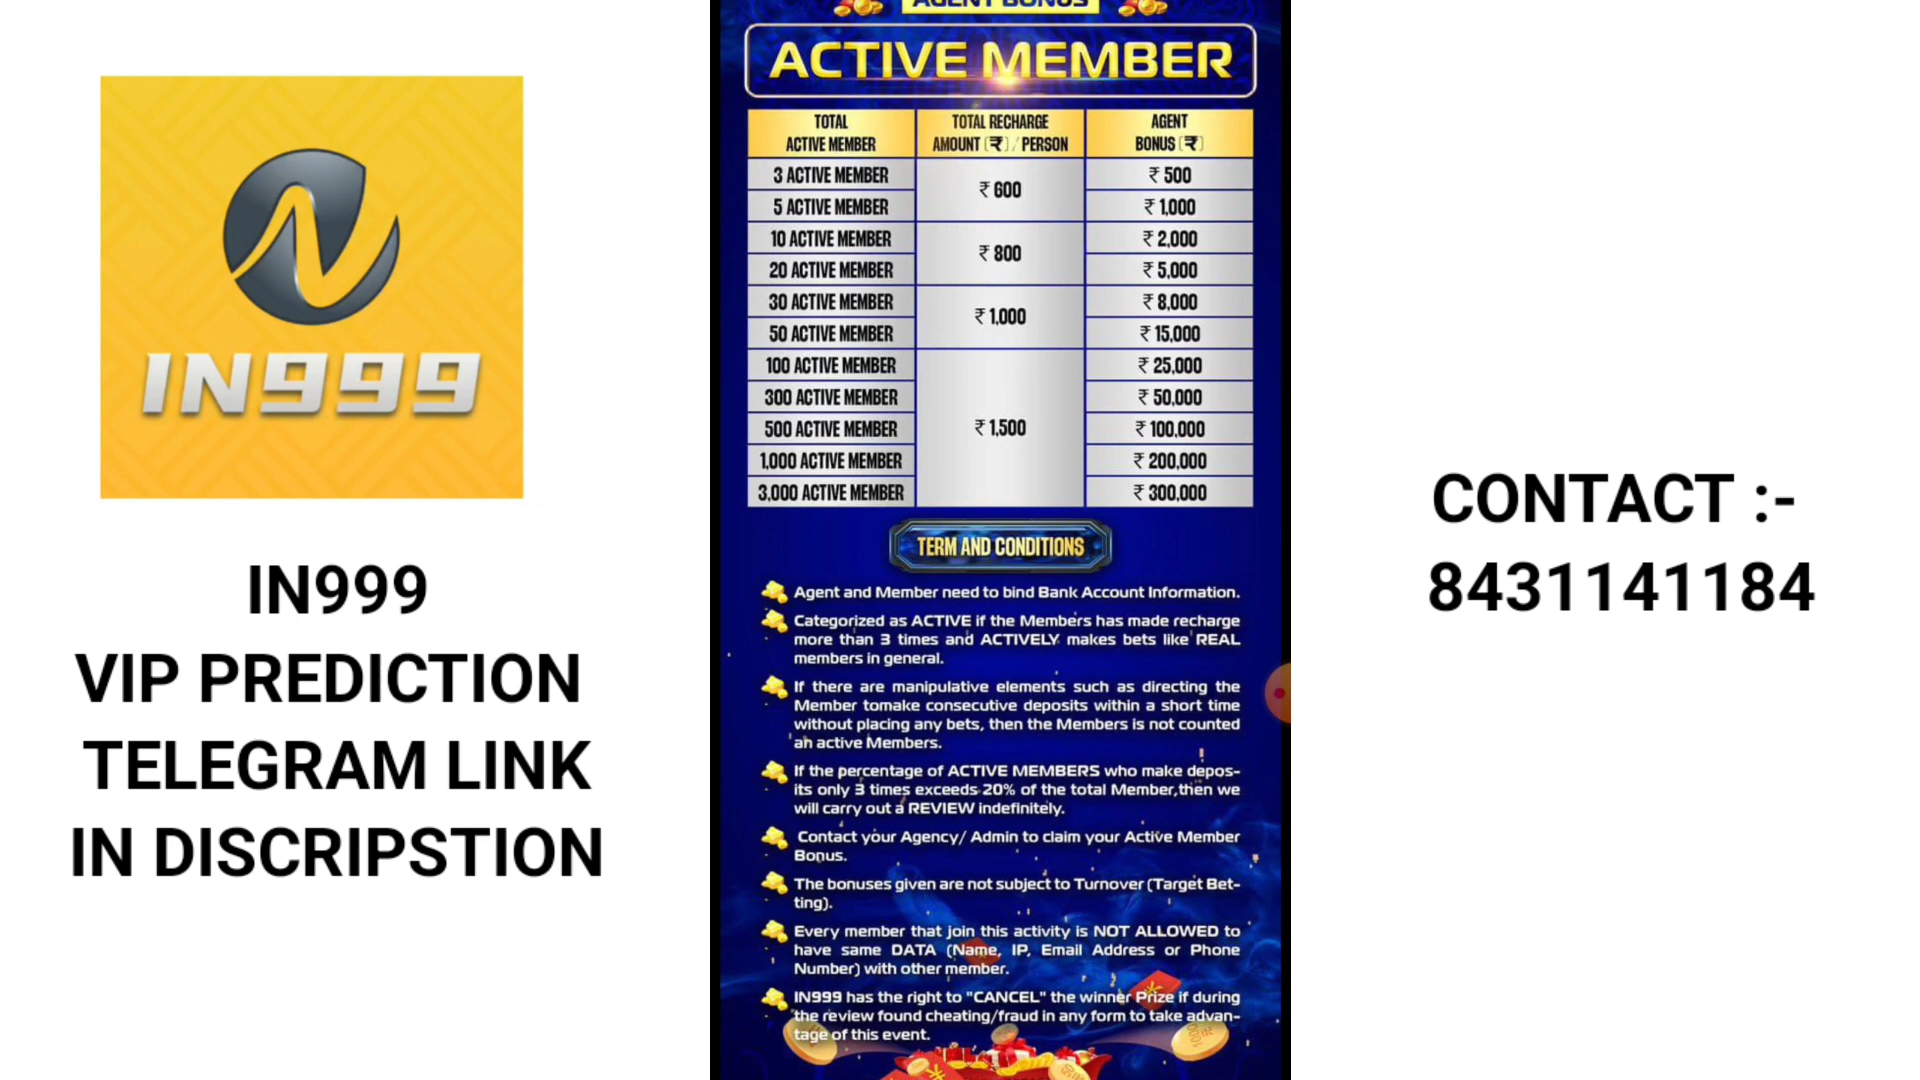 IN999
IN999
VIP PREDICTION
TELEGRAM LINK
IN DISCRIPSTION
AGENT BONUS
ACTIVE MEMBER
TOTAL ACTIVE MEMBER TOTAL RECHARGE AMOUNT (₹) / PERSON AGENT BONUS (₹)
3 ACTIVE MEMBER ₹ 600 ₹ 500
5 ACTIVE MEMBER ₹ 1,000
10 ACTIVE MEMBER ₹ 800 ₹ 2,000
20 ACTIVE MEMBER ₹ 5,000
30 ACTIVE MEMBER ₹ 1,000 ₹ 8,000
50 ACTIVE MEMBER ₹ 15,000
100 ACTIVE MEMBER ₹ 25,000
300 ACTIVE MEMBER ₹ 50,000
500 ACTIVE MEMBER ₹ 1,500 ₹ 100,000
1,000 ACTIVE MEMBER ₹ 200,000
3,000 ACTIVE MEMBER ₹ 300,000
TERM AND CONDITIONS
Agent and Member need to bind Bank Account Information.
Categorized as ACTIVE if the Members has made recharge
more than 3 times and ACTIVELY makes bets like REAL
members in general.
If there are manipulative elements such as directing the
Member tomake consecutive deposits within a short time
without placing any bets, then the Members is not counted
an active Members.
If the percentage of ACTIVE MEMBERS who make depos-
its only 3 times exceeds 20% of the total Member,then we
will carry out a REVIEW indefinitely.
Contact your Agency/ Admin to claim your Active Member
Bonus.
The bonuses given are not subject to Turnover (Target Bet-
ting).
Every member that join this activity is NOT ALLOWED to
have same DATA (Name, IP, Email Address or Phone
Number) with other member.
IN999 has the right to "CANCEL" the winner Prize if during
the review found cheating/fraud in any form to take advan-
tage of this event.
CONTACT :-
8431141184